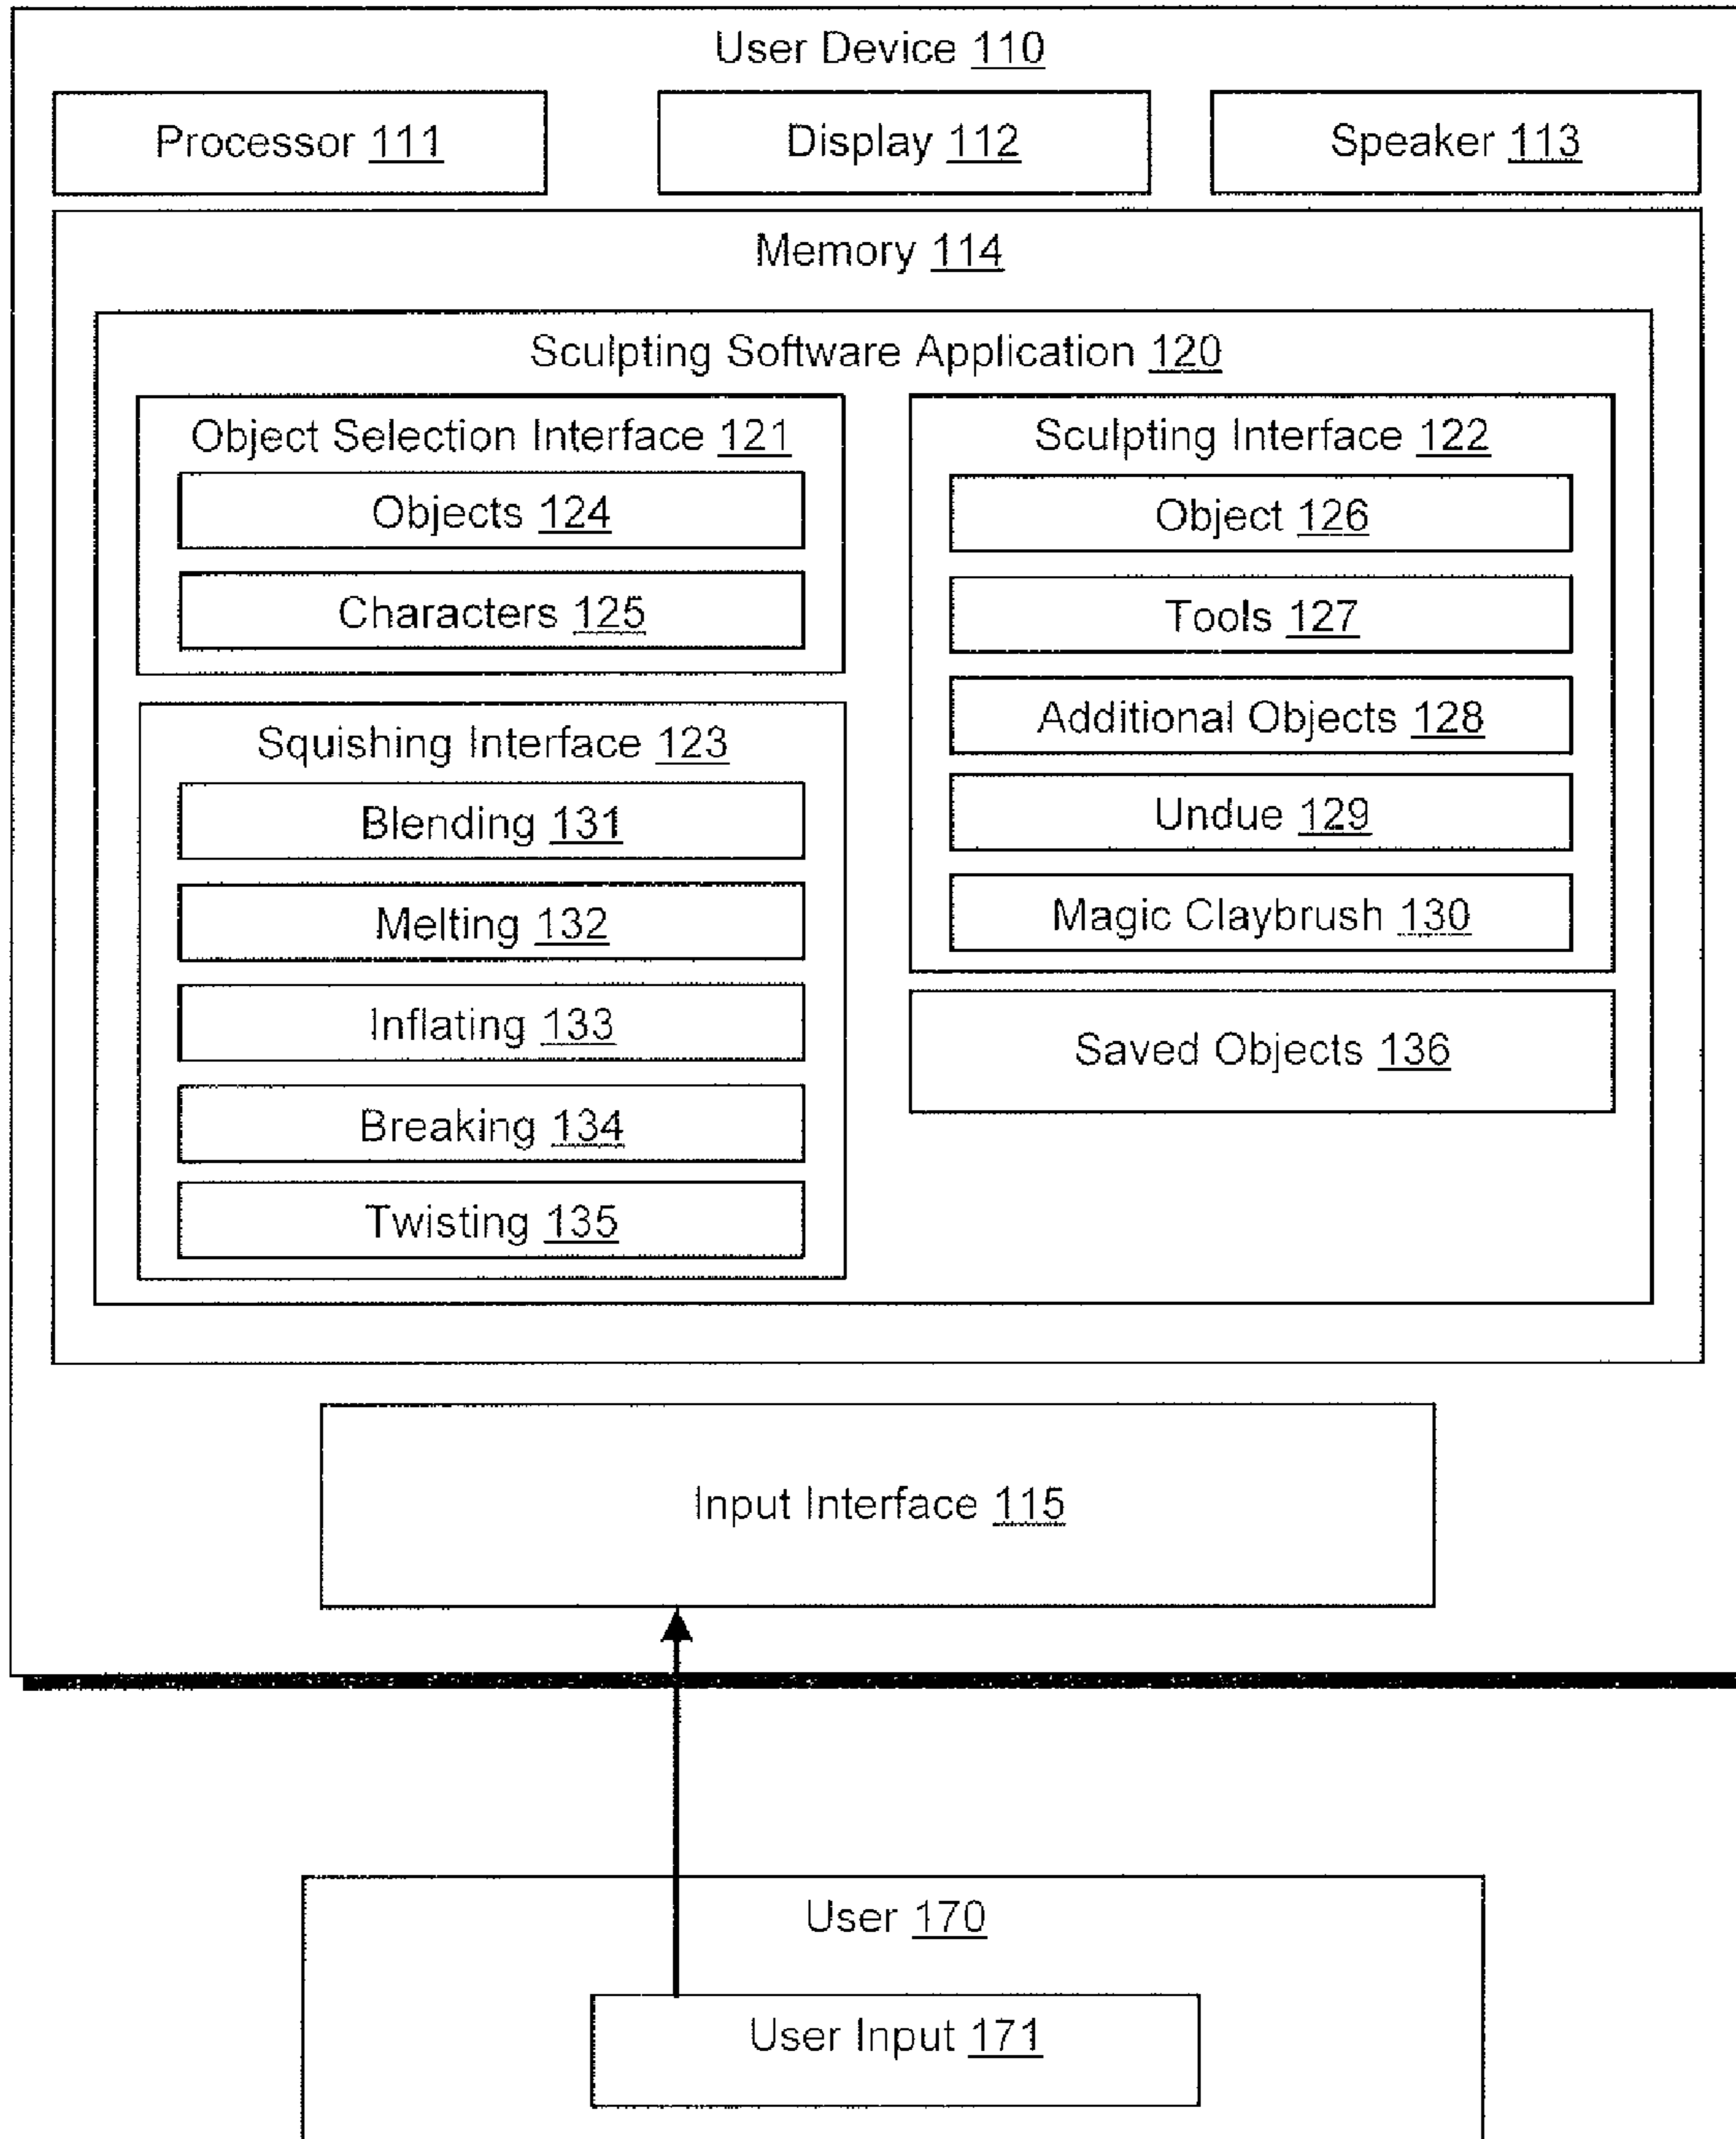 User Device 110
Processor 111
Display 112
Speaker 113
Memory 114
Sculpting Software Application 120
Object Selection Interface 121
Objects 124
Characters 125
Squishing Interface 123
Blending 131
Melting 132
Inflating 133
Breaking 134
Twisting 135
Sculpting Interface 122
Object 126
Tools 127
Additional Objects 128
Undue 129
Magic Claybrush 130
Saved Objects 136
Input Interface 115
User 170
User Input 171